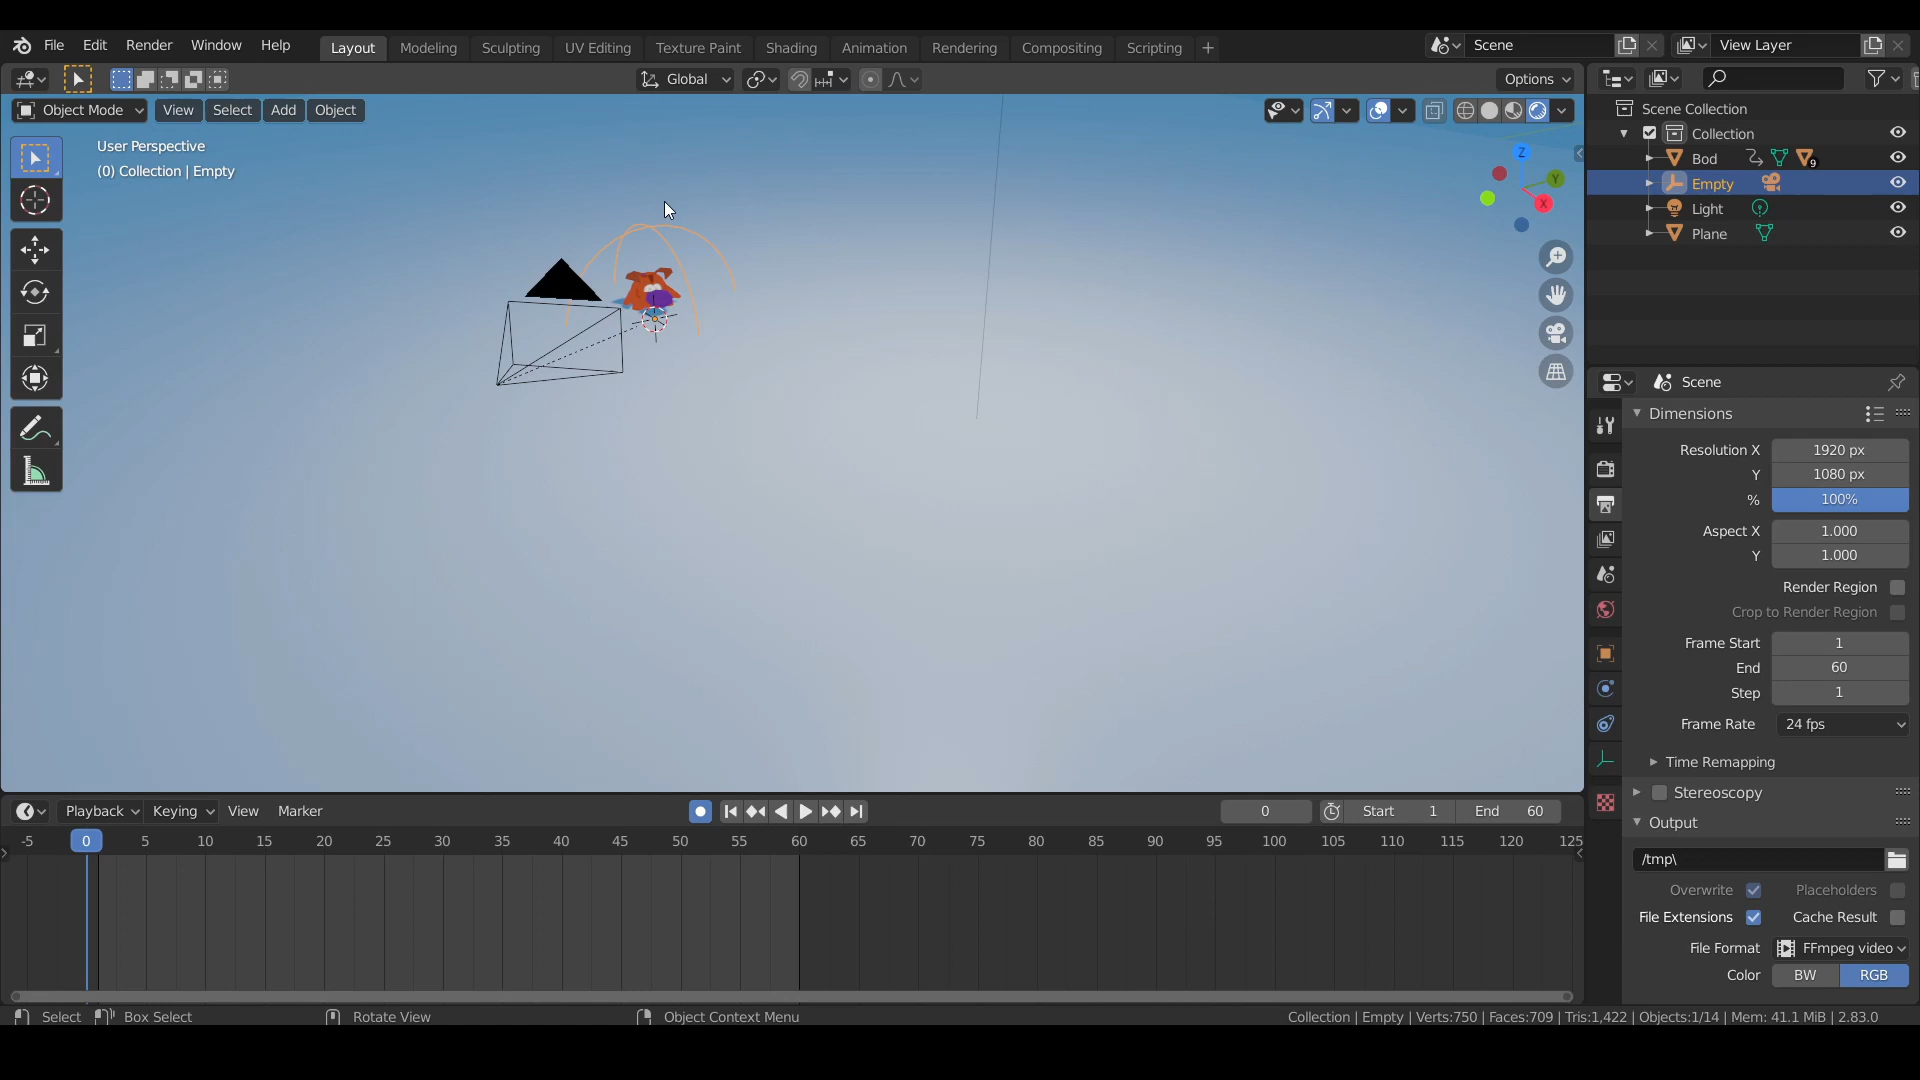 File Edit Render Window Help Layout Modeling Sculpting UV Editing Texture Paint Shading Animation Rendering Compositing Scripting + Scene View Layer
Global Options
Object Mode View Select Add Object
User Perspective
(0) Collection | Empty
Z
Y
X
Scene Collection
Collection
Bod 9
Empty
Light
Plane
Scene
Dimensions
Resolution X 1920 px
Y 1080 px
% 100%
Aspect X 1.000
Y 1.000
Render Region
Crop to Render Region
Frame Start 1
End 60
Step 1
Frame Rate 24 fps
Time Remapping
Stereoscopy
Output
/tmp\
Overwrite Placeholders
File Extensions Cache Result
File Format FFmpeg video
Color BW RGB
Playback Keying View Marker 0 Start 1 End 60
-5 0 5 10 15 20 25 30 35 40 45 50 55 60 65 70 75 80 85 90 95 100 105 110 115 120 125
Select Box Select Rotate View Object Context Menu Collection | Empty | Verts:750 | Faces:709 | Tris:1,422 | Objects:1/14 | Mem: 41.1 MiB | 2.83.0